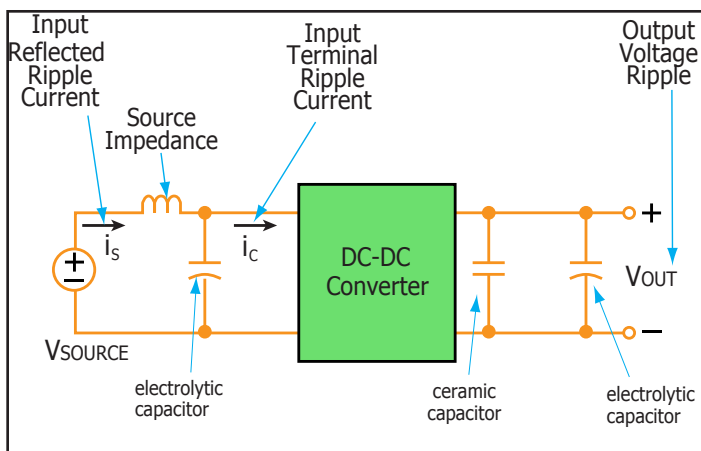 Input
Reflected
Ripple
Current
Source
Impedance
Input
Terminal
Ripple
Current
Output
Voltage
Ripple
+
−
iS
iC
DC-DC
Converter
+
VOUT
−
VSOURCE
electrolytic
capacitor
ceramic
capacitor
electrolytic
capacitor